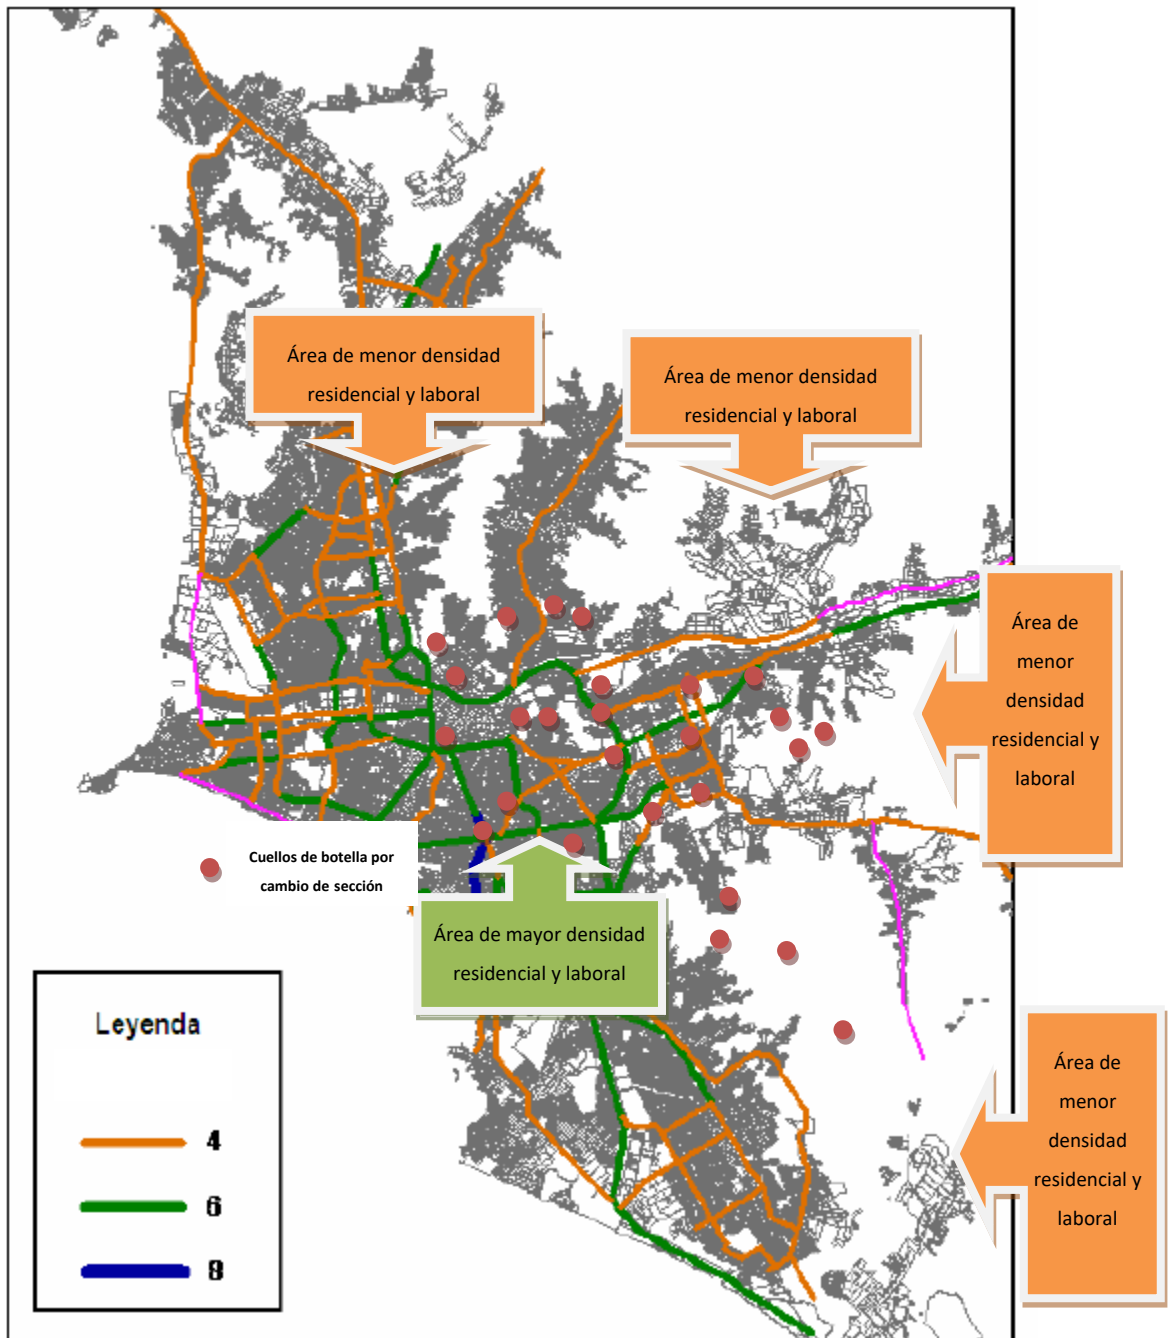 Área de menor densidad
residencial y laboral
Área de menor densidad
residencial y laboral
Área de
menor
densidad
residencial y
laboral
Cuellos de botella por
cambio de sección
Área de mayor densidad
residencial y laboral
Leyenda
4
6
8
Área de
menor
densidad
residencial y
laboral